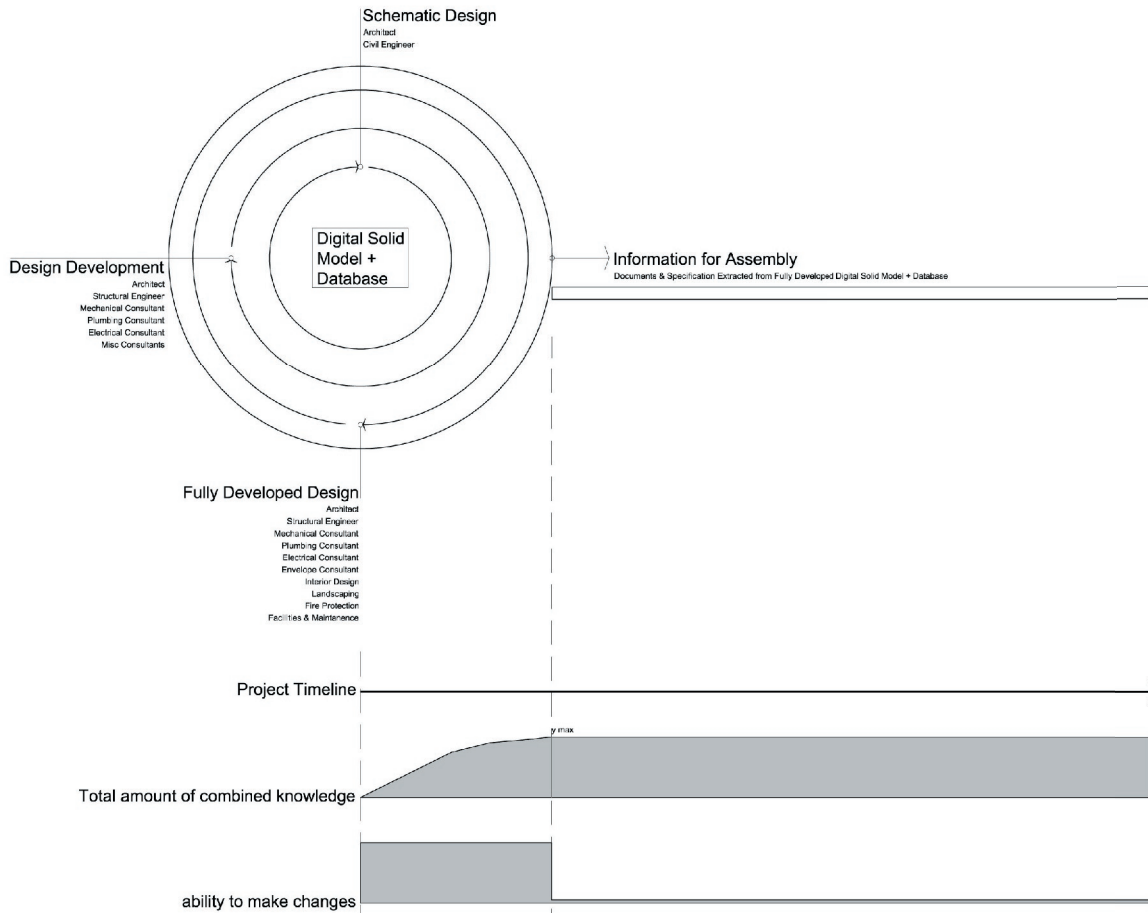 Schematic Design
Architect
Civil Engineer
Digital Solid
Model +
Database
Design Development
Architect
Structural Engineer
Mechanical Consultant
Plumbing Consultant
Electrical Consultant
Misc Consultants
Information for Assembly
Documents & Specification Extracted from Fully Developed Digital Solid Model + Database
Fully Developed Design
Architect
Structural Engineer
Mechanical Consultant
Plumbing Consultant
Electrical Consultant
Envelope Consultant
Interior Design
Landscaping
Fire Protection
Facilities & Maintanence
Project Timeline
y max
Total amount of combined knowledge
ability to make changes